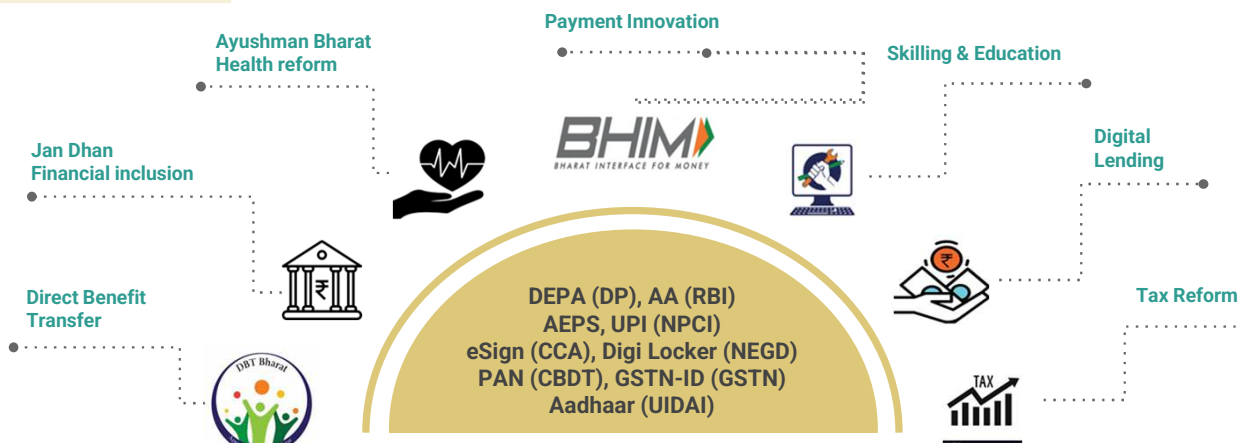 Payment Innovation
Ayushman Bharat
Health reform
Skilling & Education
BHIM
BHARAT INTERFACE FOR MONEY
Jan Dhan
Financial inclusion
Digital
Lending
₹
₹
Direct Benefit
Transfer
DEPA (DP), AA (RBI)
AEPS, UPI (NPCI)
eSign (CCA), Digi Locker (NEGD)
PAN (CBDT), GSTN-ID (GSTN)
Aadhaar (UIDAI)
Tax Reform
DBT Bharat
TAX